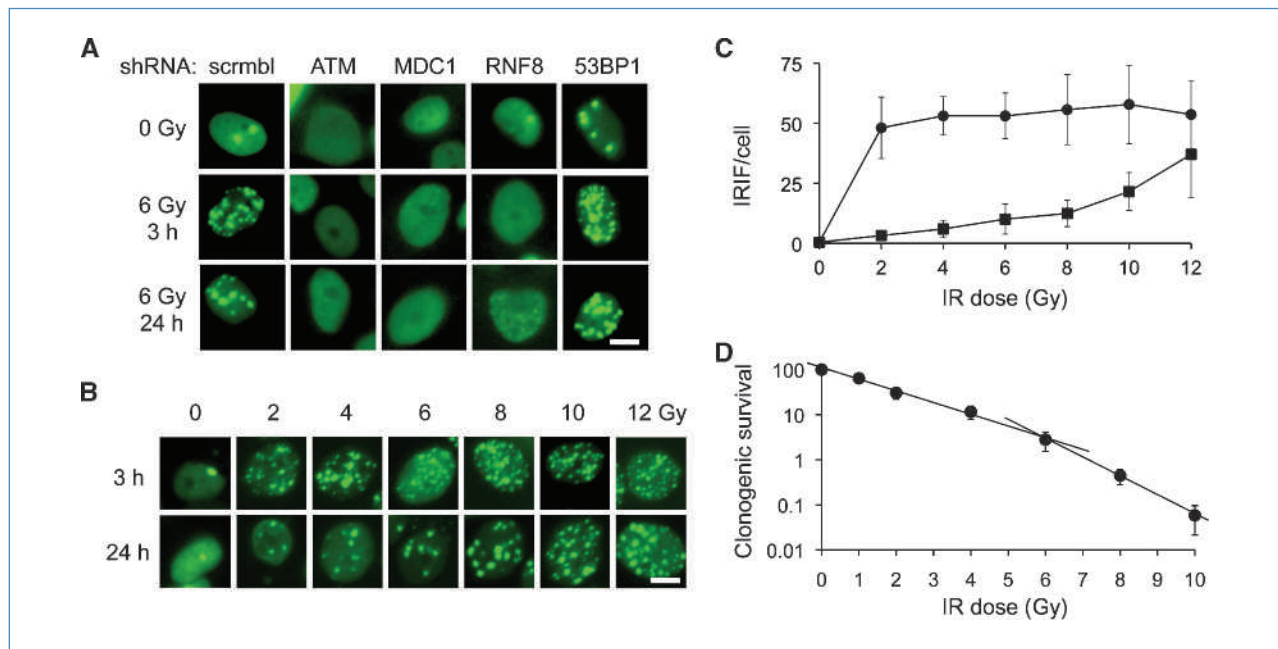 A
shRNA: scrmbl ATM MDC1 RNF8 53BP1
0 Gy
6 Gy
3 h
6 Gy
24 h
B
0 2 4 6 8 10 12 Gy
3 h
24 h
C
75
50
25
0
IRIF/cell
0 2 4 6 8 10 12
IR dose (Gy)
D
100
10
1
0.1
0.01
Clonogenic survival
0 1 2 3 4 5 6 7 8 9 10
IR dose (Gy)